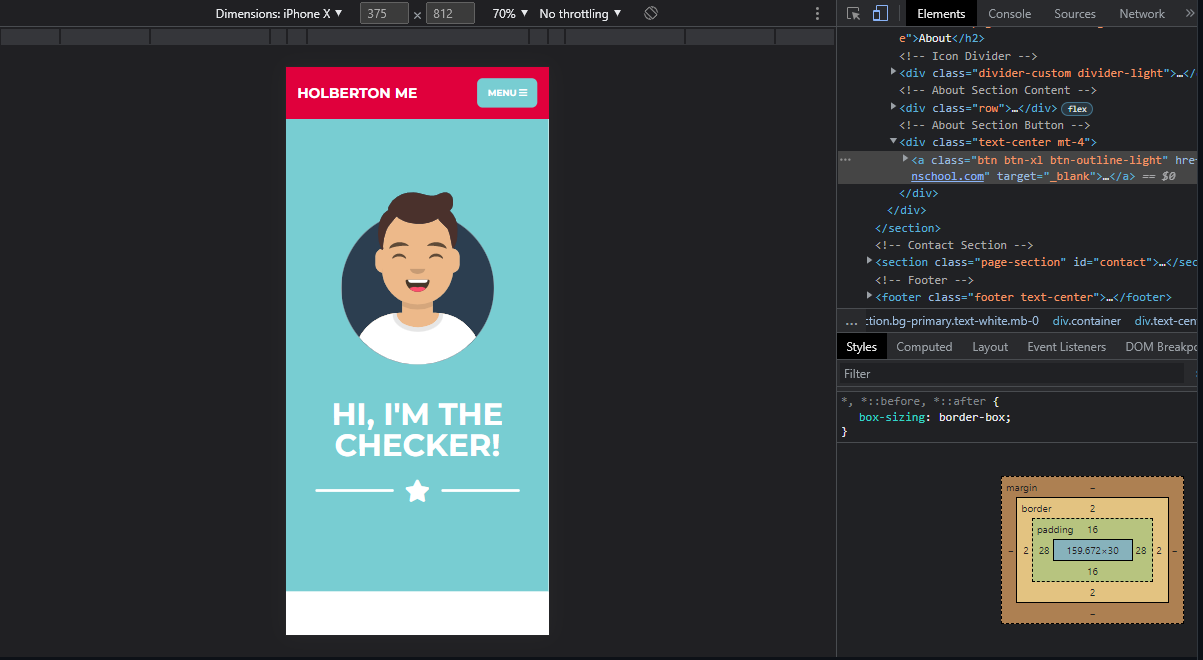 Dimensions: iPhone X ▼ 375 × 812 70% ▼ No throttling ▼
Elements Console Sources Network »
HOLBERTON ME
MENU
HI, I'M THE
CHECKER!
e">About</h2>
<!-- Icon Divider -->
<div class="divider-custom divider-light">…</
<!-- About Section Content -->
<div class="row">…</div> flex
<!-- About Section Button -->
<div class="text-center mt-4">
<a class="btn btn-xl btn-outline-light" hre
nschool.com" target="_blank">…</a> == $0
</div>
</div>
</section>
<!-- Contact Section -->
<section class="page-section" id="contact">…</sec
<!-- Footer -->
<footer class="footer text-center">…</footer>
... ction.bg-primary.text-white.mb-0 div.container div.text-cen
Styles Computed Layout Event Listeners DOM Breakpo
Filter
*, *::before, *::after {
box-sizing: border-box;
}
margin –
border 2
padding 16
– 2 28 159.672×30 28 2 –
16
2
–